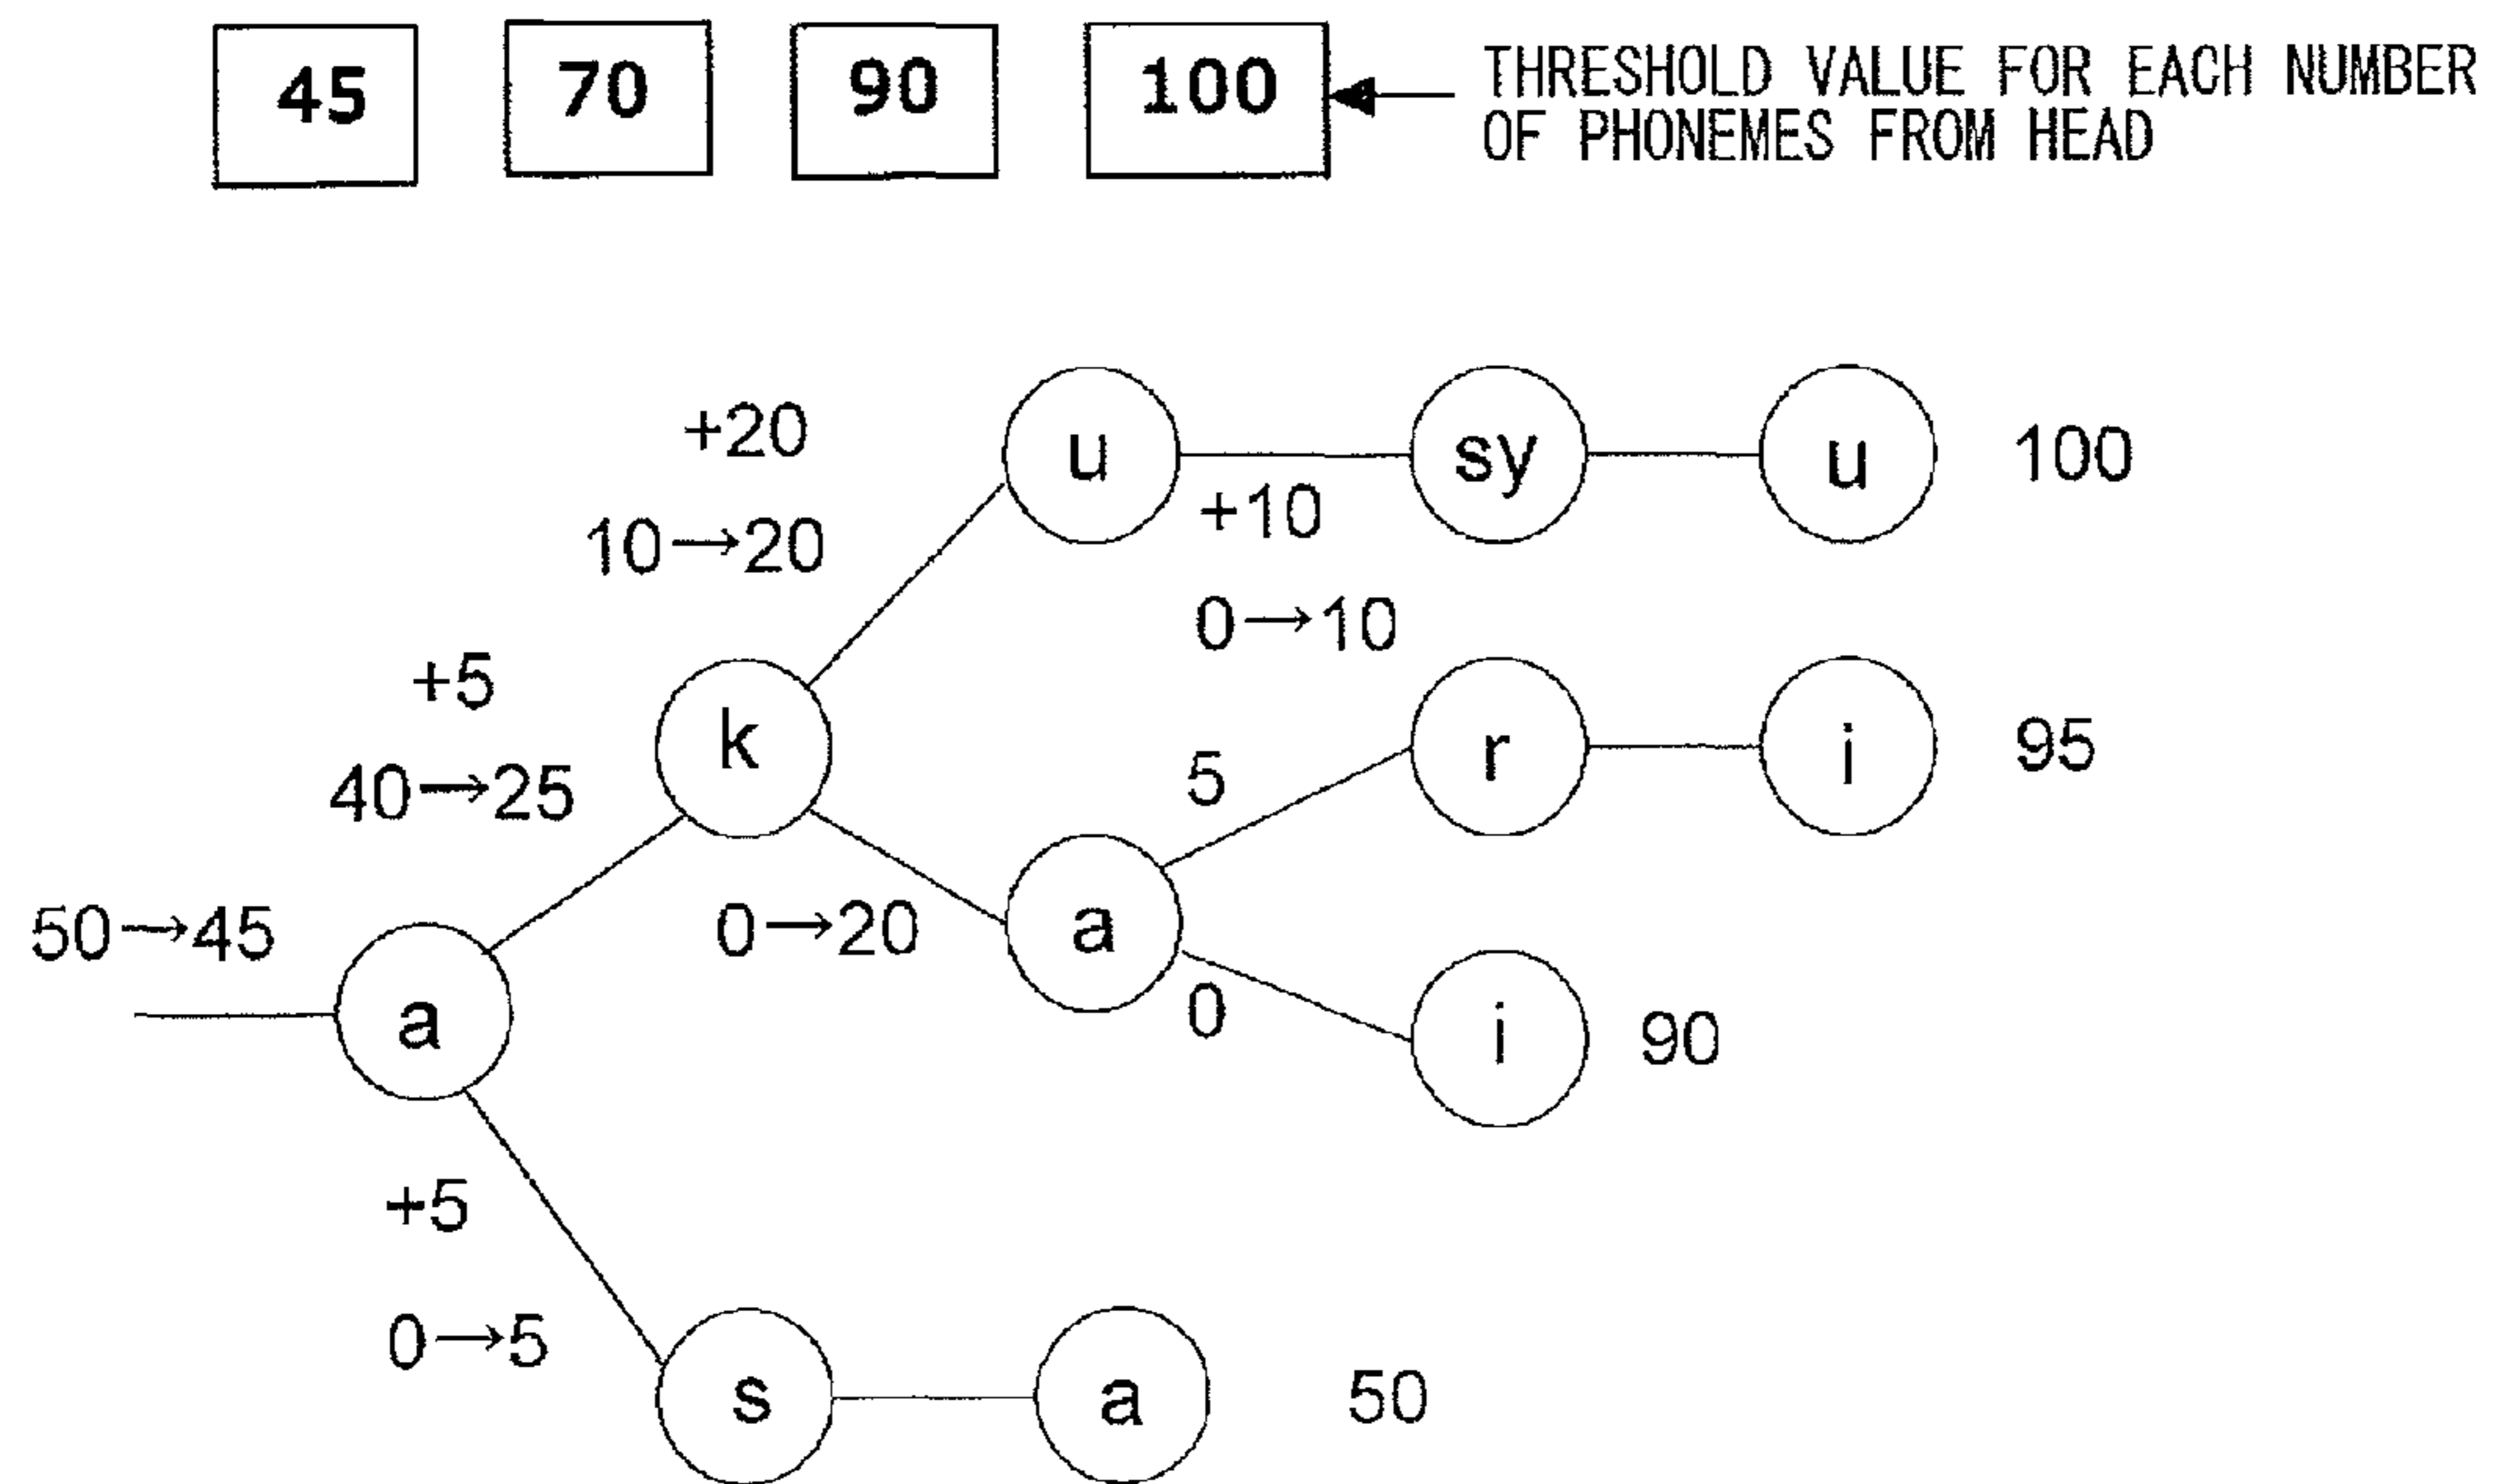 45 70 90 100
THRESHOLD VALUE FOR EACH NUMBER
OF PHONEMES FROM HEAD
+20
u sy u 100
+10
10→20
0→10
+5
k
5
r i 95
40→25
50→45
0→20
a
a
0
i 90
+5
0→5
s a 50